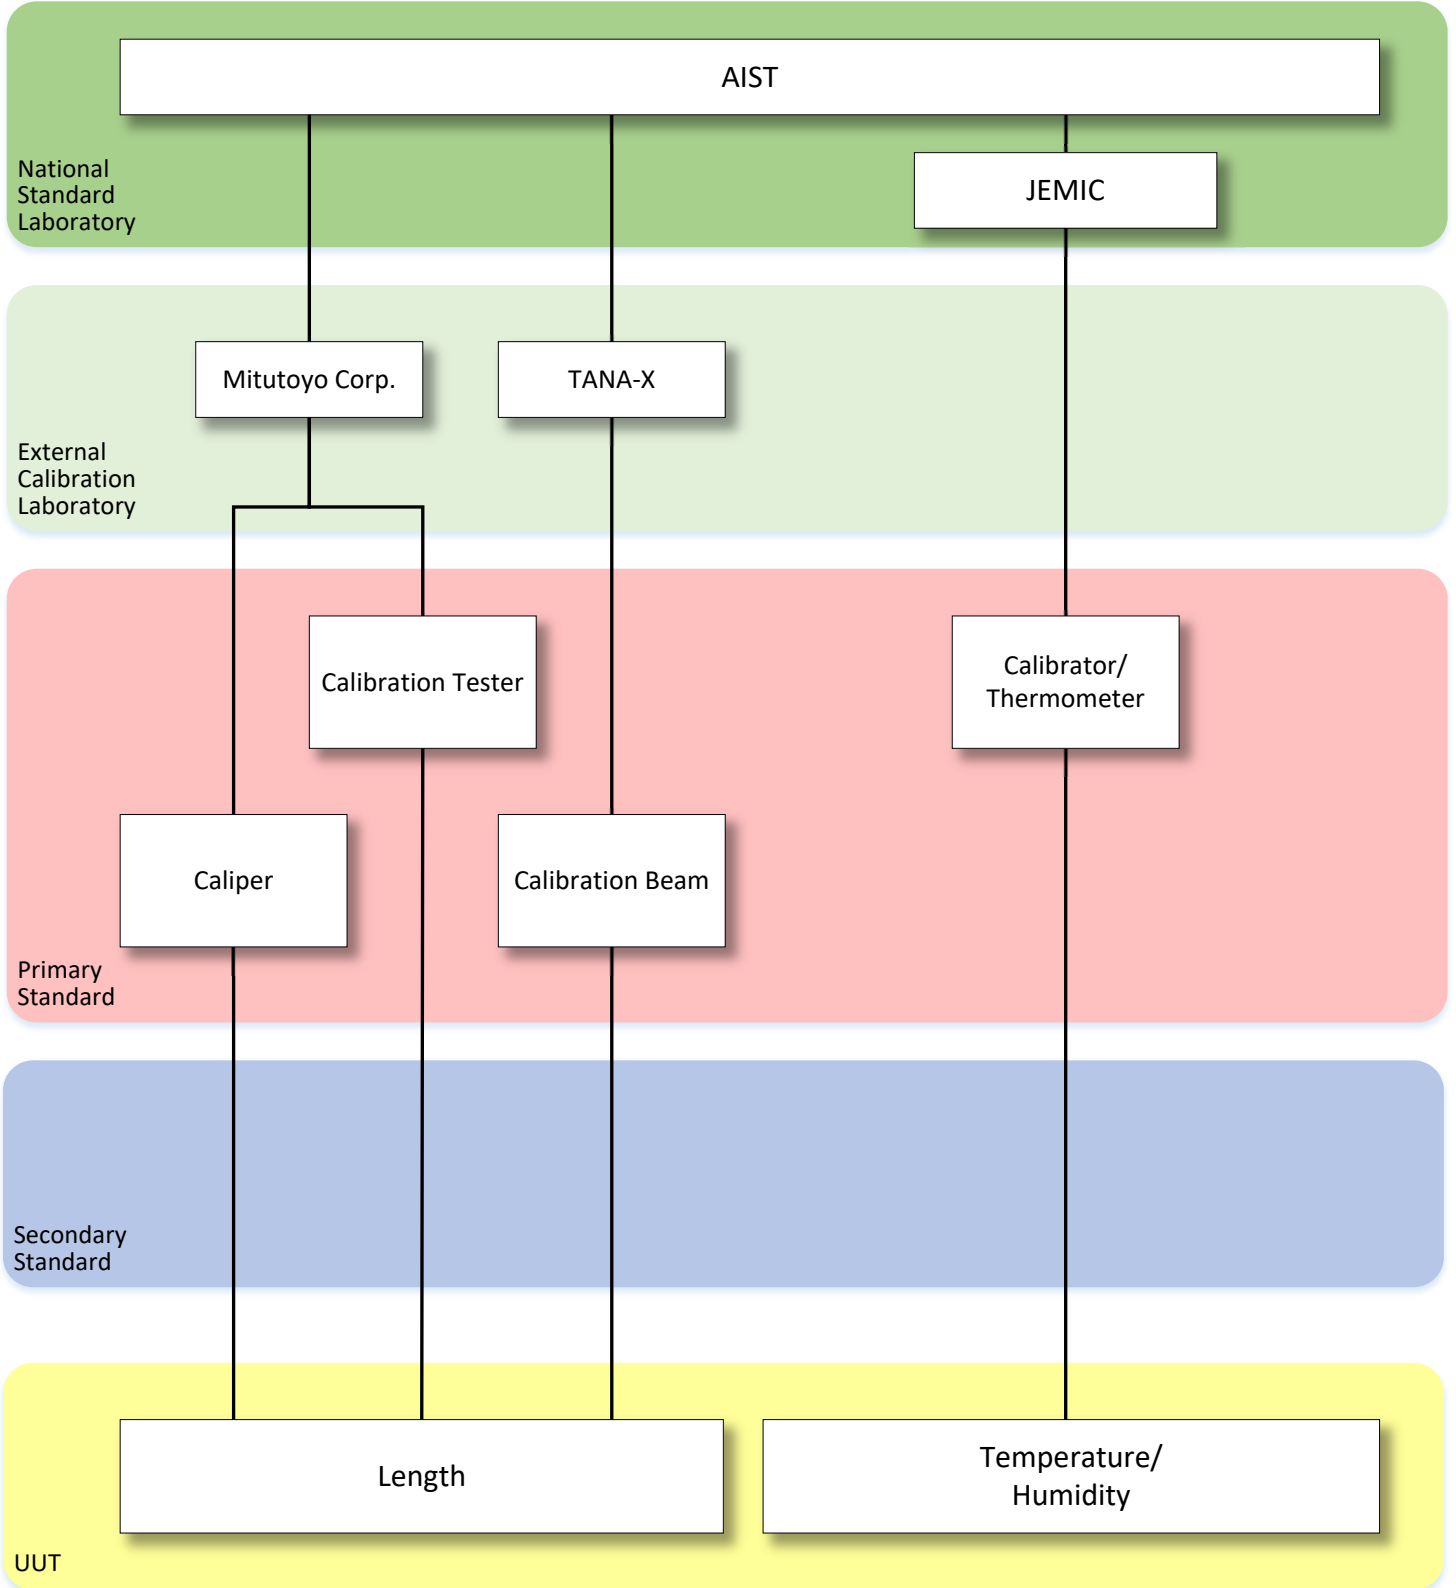 AIST
National
Standard
Laboratory
JEMIC
Mitutoyo Corp.
TANA-X
External
Calibration
Laboratory
Calibration Tester
Calibrator/
Thermometer
Caliper
Calibration Beam
Primary
Standard
Secondary
Standard
Length
Temperature/
Humidity
UUT